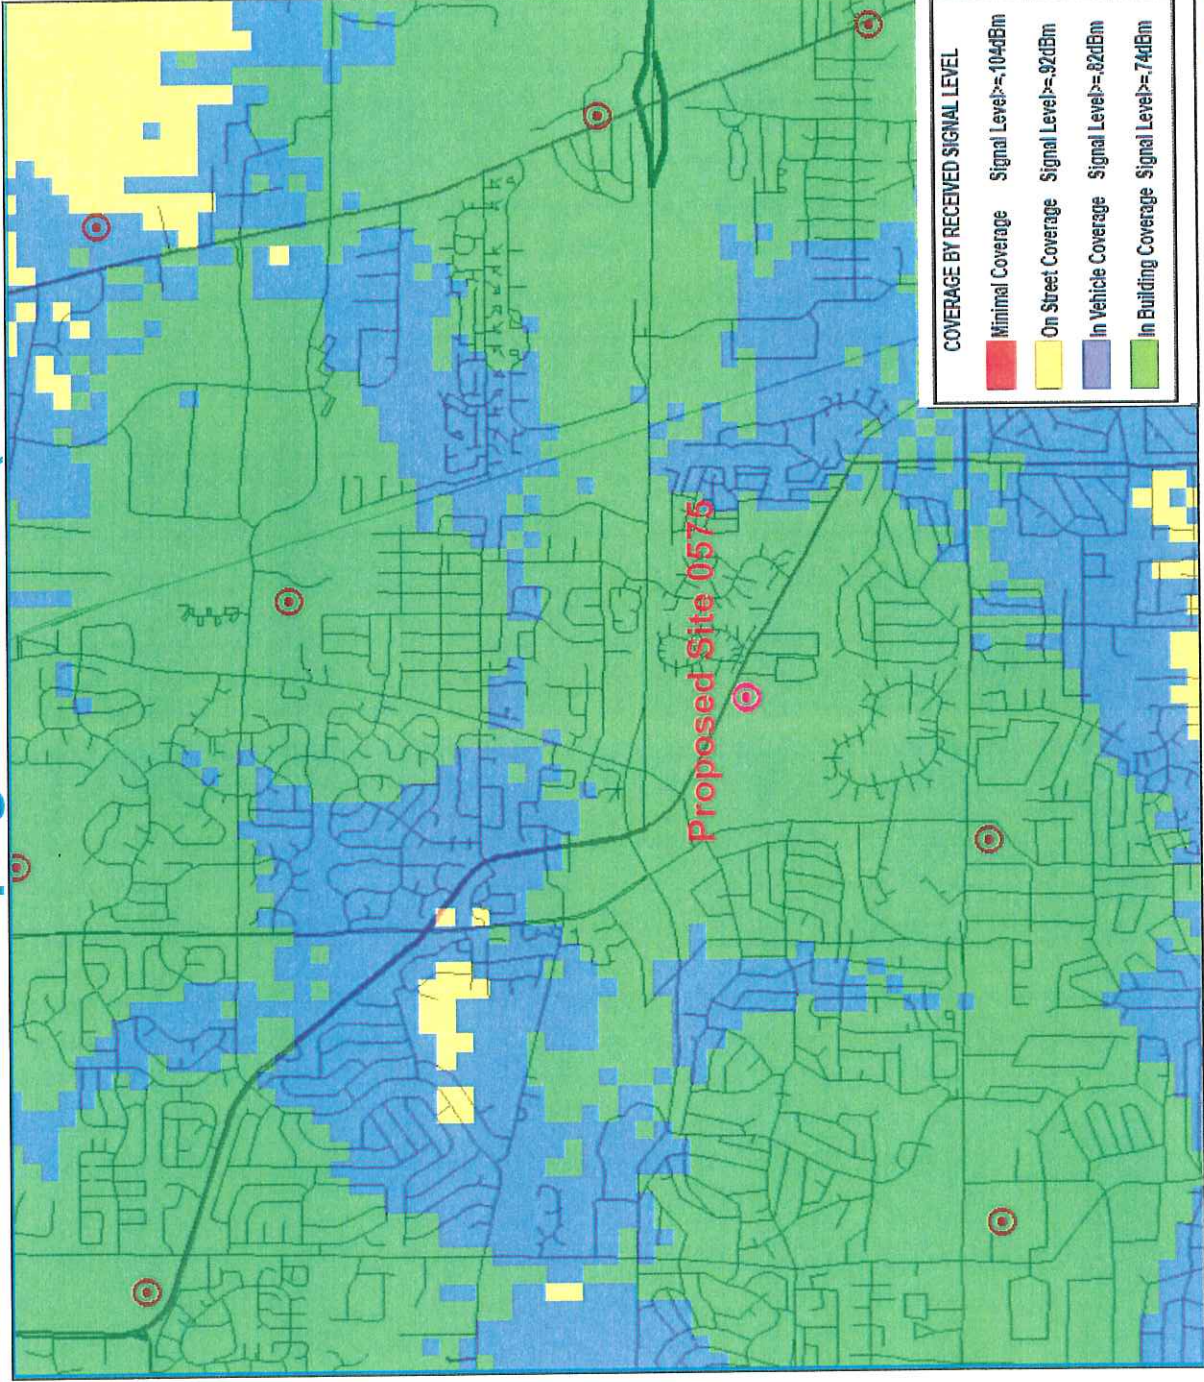 Proposed Site 0575
COVERAGE BY RECEIVED SIGNAL LEVEL
Minimal Coverage Signal Level>=-104dBm
On Street Coverage Signal Level>=-92dBm
In Vehicle Coverage Signal Level>=-82dBm
In Building Coverage Signal Level>=-74dBm